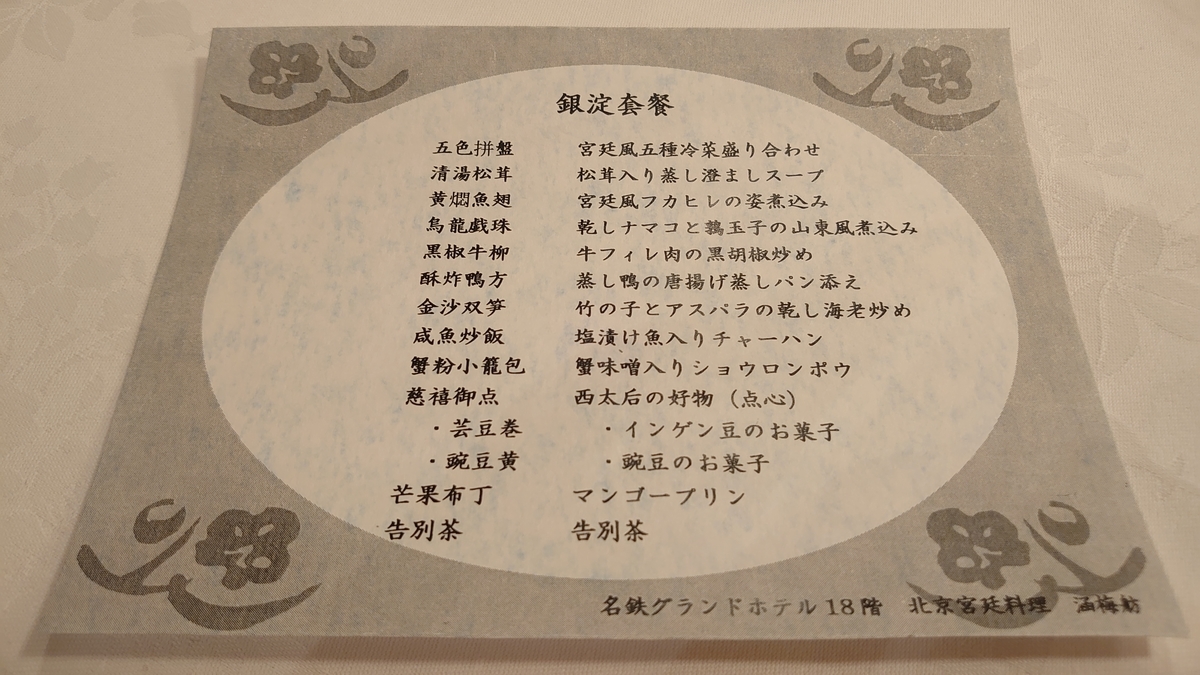 銀淀套餐
五色拼盤 宮廷風五種冷菜盛り合わせ
清湯松茸 松茸入り蒸し澄ましスープ
黄燜魚翅 宮廷風フカヒレの姿煮込み
烏龍戯珠 乾しナマコと鶉玉子の山東風煮込み
黒椒牛柳 牛フィレ肉の黒胡椒炒め
酥炸鴨方 蒸し鴨の唐揚げ蒸しパン添え
金沙双笋 竹の子とアスパラの乾し海老炒め
咸魚炒飯 塩漬け魚入りチャーハン
蟹粉小籠包 蟹味噌入りショウロンポウ
慈禧御点 西太后の好物（点心）
・芸豆巻 ・インゲン豆のお菓子
・豌豆黄 ・豌豆のお菓子
芒果布丁 マンゴープリン
告別茶 告別茶
名鉄グランドホテル18階 北京宮廷料理 涵梅舫